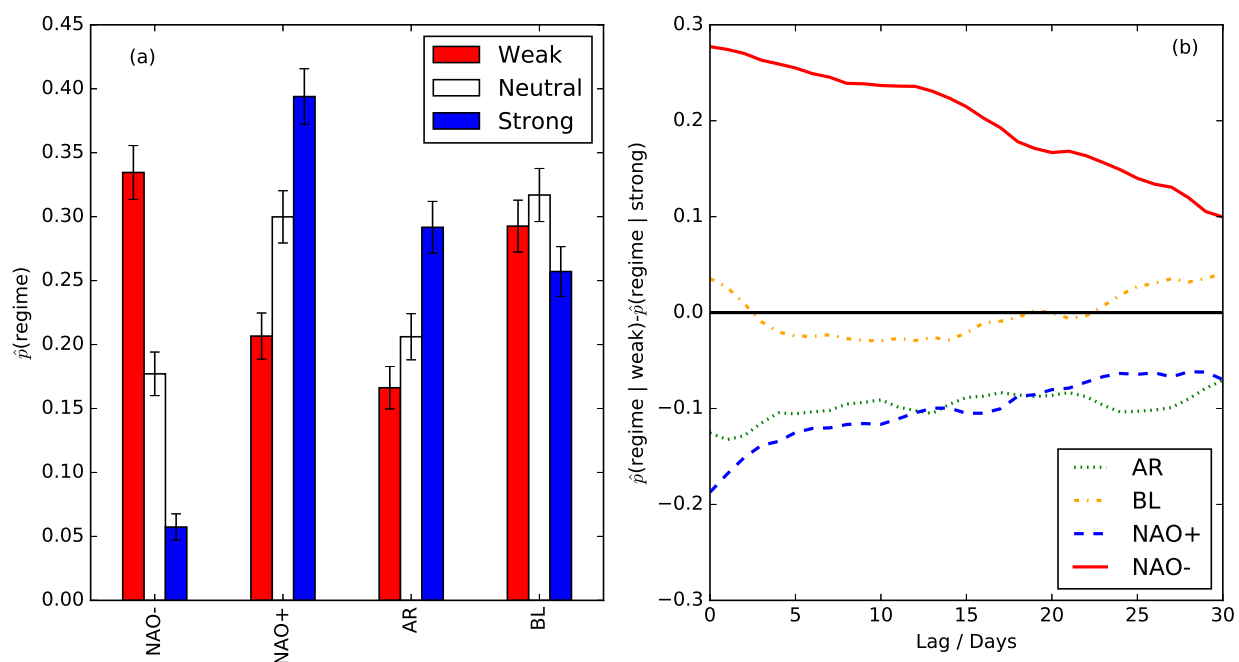 (a)
Weak
Neutral
Strong
p̂(regime)
0.45
0.40
0.35
0.30
0.25
0.20
0.15
0.10
0.05
0.00
NAO-
NAO+
AR
BL
(b)
p̂(regime | weak)-p̂(regime | strong)
0.3
0.2
0.1
0.0
−0.1
−0.2
−0.3
AR
BL
NAO+
NAO-
0 5 10 15 20 25 30
Lag / Days